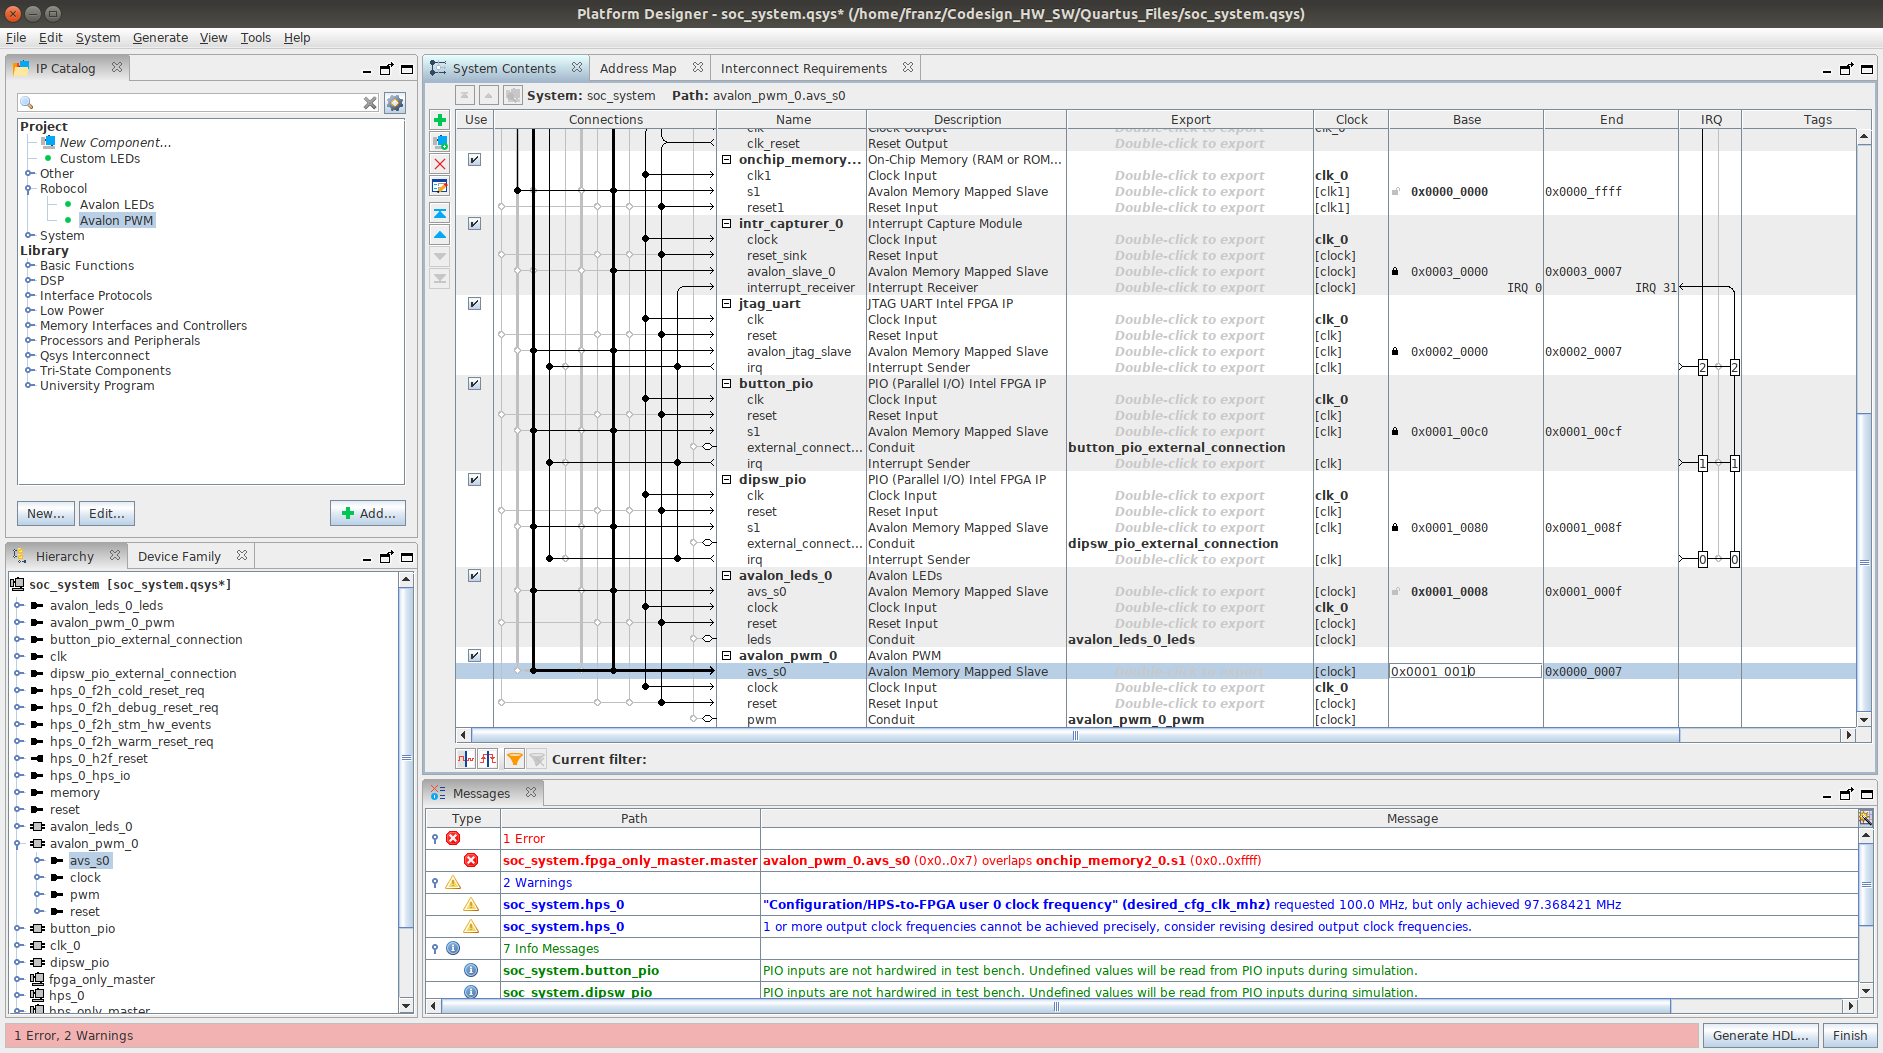 Platform Designer - soc_system.qsys* (/home/franz/Codesign_HW_SW/Quartus_Files/soc_system.qsys)
File Edit System Generate View Tools Help
IP Catalog
Project
New Component...
Custom LEDs
Other
Robocol
Avalon LEDs
Avalon PWM
System
Library
Basic Functions
DSP
Interface Protocols
Low Power
Memory Interfaces and Controllers
Processors and Peripherals
Qsys Interconnect
Tri-State Components
University Program
New... Edit... Add...
Hierarchy Device Family
soc_system [soc_system.qsys*]
avalon_leds_0_leds
avalon_pwm_0_pwm
button_pio_external_connection
clk
dipsw_pio_external_connection
hps_0_f2h_cold_reset_req
hps_0_f2h_debug_reset_req
hps_0_f2h_stm_hw_events
hps_0_f2h_warm_reset_req
hps_0_h2f_reset
hps_0_hps_io
memory
reset
avalon_leds_0
avalon_pwm_0
avs_s0
clock
pwm
reset
button_pio
clk_0
dipsw_pio
fpga_only_master
hps_0
hps_only_master
System Contents Address Map Interconnect Requirements
System: soc_system Path: avalon_pwm_0.avs_s0
Use Connections Name Description Export Clock Base End IRQ Tags
clk Clock Output Double-click to export clk_0
clk_reset Reset Output Double-click to export
onchip_memory... On-Chip Memory (RAM or ROM...
clk1 Clock Input Double-click to export clk_0
s1 Avalon Memory Mapped Slave Double-click to export [clk1] 0x0000_0000 0x0000_ffff
reset1 Reset Input Double-click to export [clk1]
intr_capturer_0 Interrupt Capture Module
clock Clock Input Double-click to export clk_0
reset_sink Reset Input Double-click to export [clock]
avalon_slave_0 Avalon Memory Mapped Slave Double-click to export [clock] 0x0003_0000 0x0003_0007
interrupt_receiver Interrupt Receiver Double-click to export [clock] IRQ 0 IRQ 31
jtag_uart JTAG UART Intel FPGA IP
clk Clock Input Double-click to export clk_0
reset Reset Input Double-click to export [clk]
avalon_jtag_slave Avalon Memory Mapped Slave Double-click to export [clk] 0x0002_0000 0x0002_0007
irq Interrupt Sender Double-click to export [clk] 2 2
button_pio PIO (Parallel I/O) Intel FPGA IP
clk Clock Input Double-click to export clk_0
reset Reset Input Double-click to export [clk]
s1 Avalon Memory Mapped Slave Double-click to export [clk] 0x0001_00c0 0x0001_00cf
external_connect... Conduit button_pio_external_connection
irq Interrupt Sender Double-click to export [clk] 1 1
dipsw_pio PIO (Parallel I/O) Intel FPGA IP
clk Clock Input Double-click to export clk_0
reset Reset Input Double-click to export [clk]
s1 Avalon Memory Mapped Slave Double-click to export [clk] 0x0001_0080 0x0001_008f
external_connect... Conduit dipsw_pio_external_connection
irq Interrupt Sender Double-click to export [clk] 0 0
avalon_leds_0 Avalon LEDs
avs_s0 Avalon Memory Mapped Slave Double-click to export [clock] 0x0001_0008 0x0001_000f
clock Clock Input Double-click to export clk_0
reset Reset Input Double-click to export [clock]
leds Conduit avalon_leds_0_leds [clock]
avalon_pwm_0 Avalon PWM
avs_s0 Avalon Memory Mapped Slave Double-click to export [clock] 0x0001_0010 0x0000_0007
clock Clock Input Double-click to export clk_0
reset Reset Input Double-click to export [clock]
pwm Conduit avalon_pwm_0_pwm [clock]
Current filter:
Messages
Type Path Message
1 Error
soc_system.fpga_only_master.master avalon_pwm_0.avs_s0 (0x0..0x7) overlaps onchip_memory2_0.s1 (0x0..0xffff)
2 Warnings
soc_system.hps_0 "Configuration/HPS-to-FPGA user 0 clock frequency" (desired_cfg_clk_mhz) requested 100.0 MHz, but only achieved 97.368421 MHz
soc_system.hps_0 1 or more output clock frequencies cannot be achieved precisely, consider revising desired output clock frequencies.
7 Info Messages
soc_system.button_pio PIO inputs are not hardwired in test bench. Undefined values will be read from PIO inputs during simulation.
soc_system.dipsw_pio PIO inputs are not hardwired in test bench. Undefined values will be read from PIO inputs during simulation.
1 Error, 2 Warnings Generate HDL... Finish